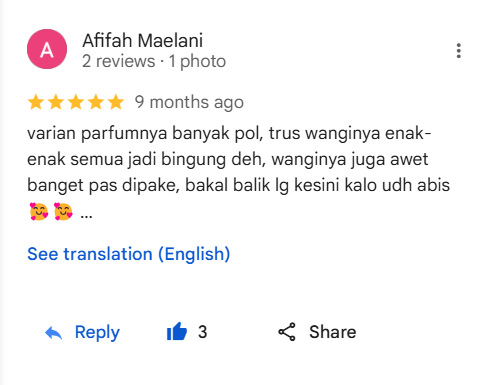 A
Afifah Maelani
2 reviews · 1 photo
9 months ago
varian parfumnya banyak pol, trus wanginya enak-
enak semua jadi bingung deh, wanginya juga awet
banget pas dipake, bakal balik lg kesini kalo udh abis
🥰 🥰 ...
See translation (English)
Reply
3
Share